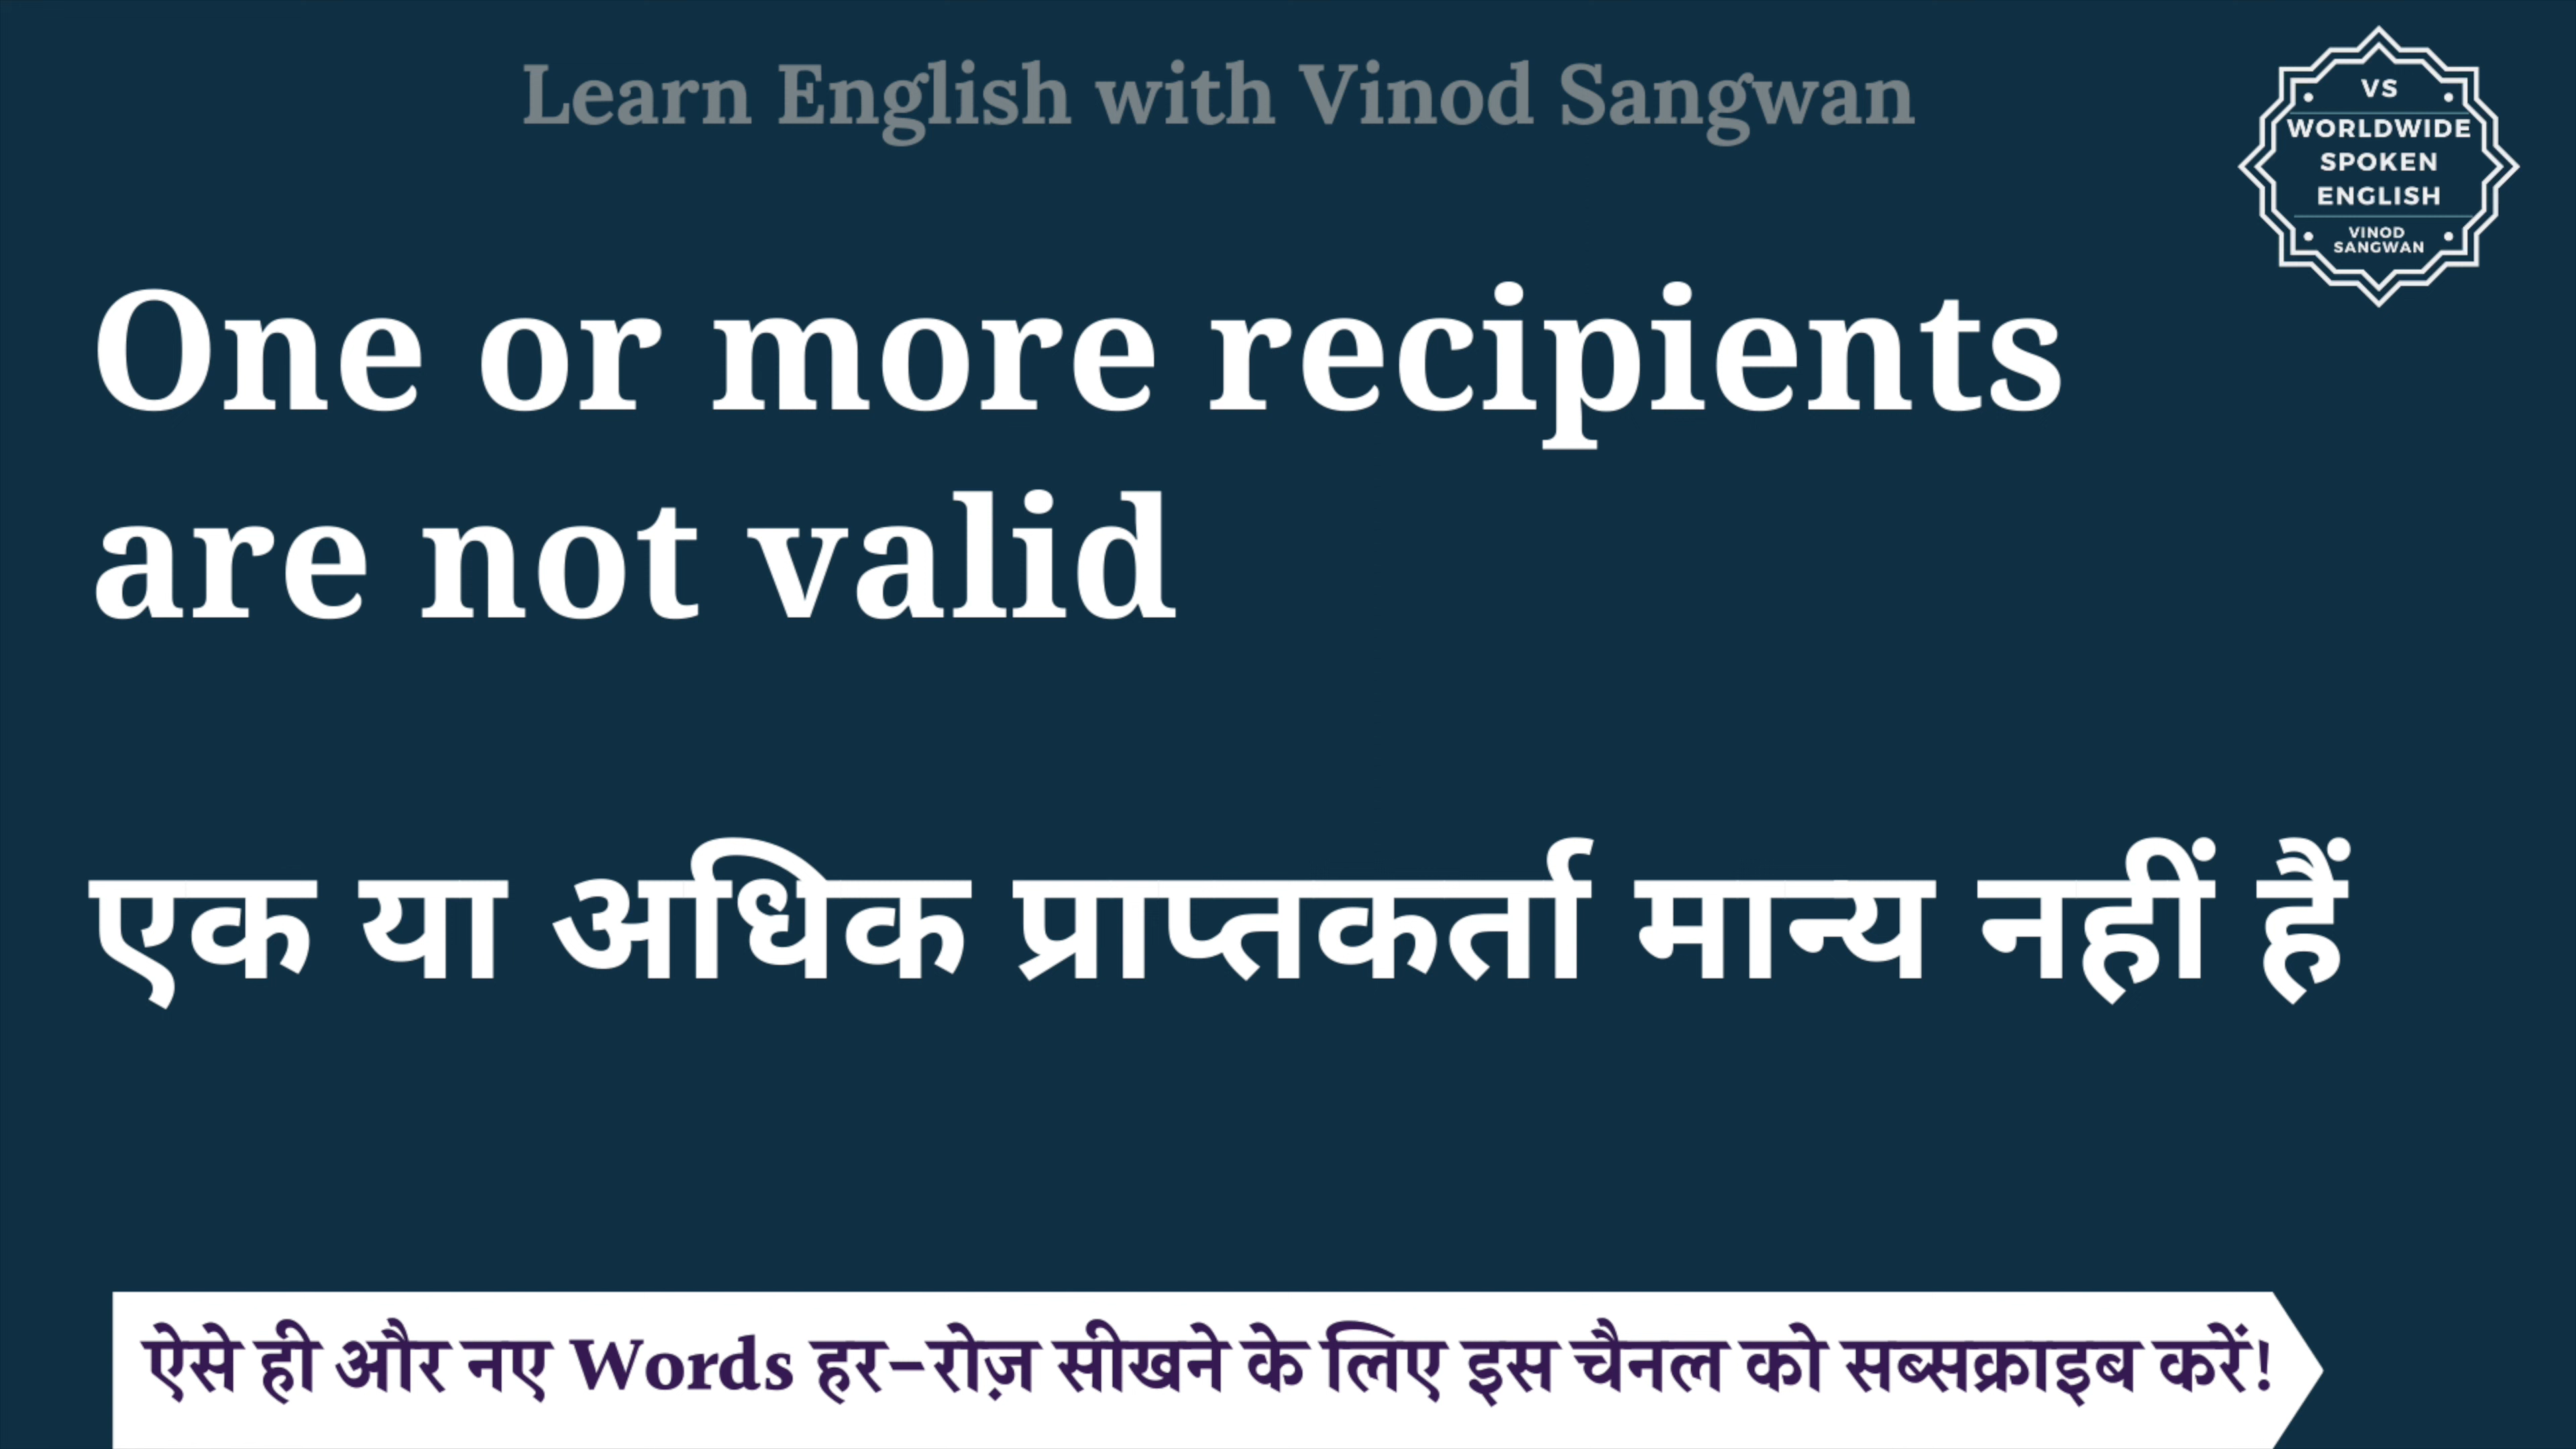 Learn English with Vinod Sangwan
VS
WORLDWIDE
SPOKEN
ENGLISH
VINOD
SANGWAN
One or more recipients
are not valid
एक या अधिक प्राप्तकर्ता मान्य नहीं हैं
ऐसे ही और नए Words हर-रोज़ सीखने के लिए इस चैनल को सब्सक्राइब करें!